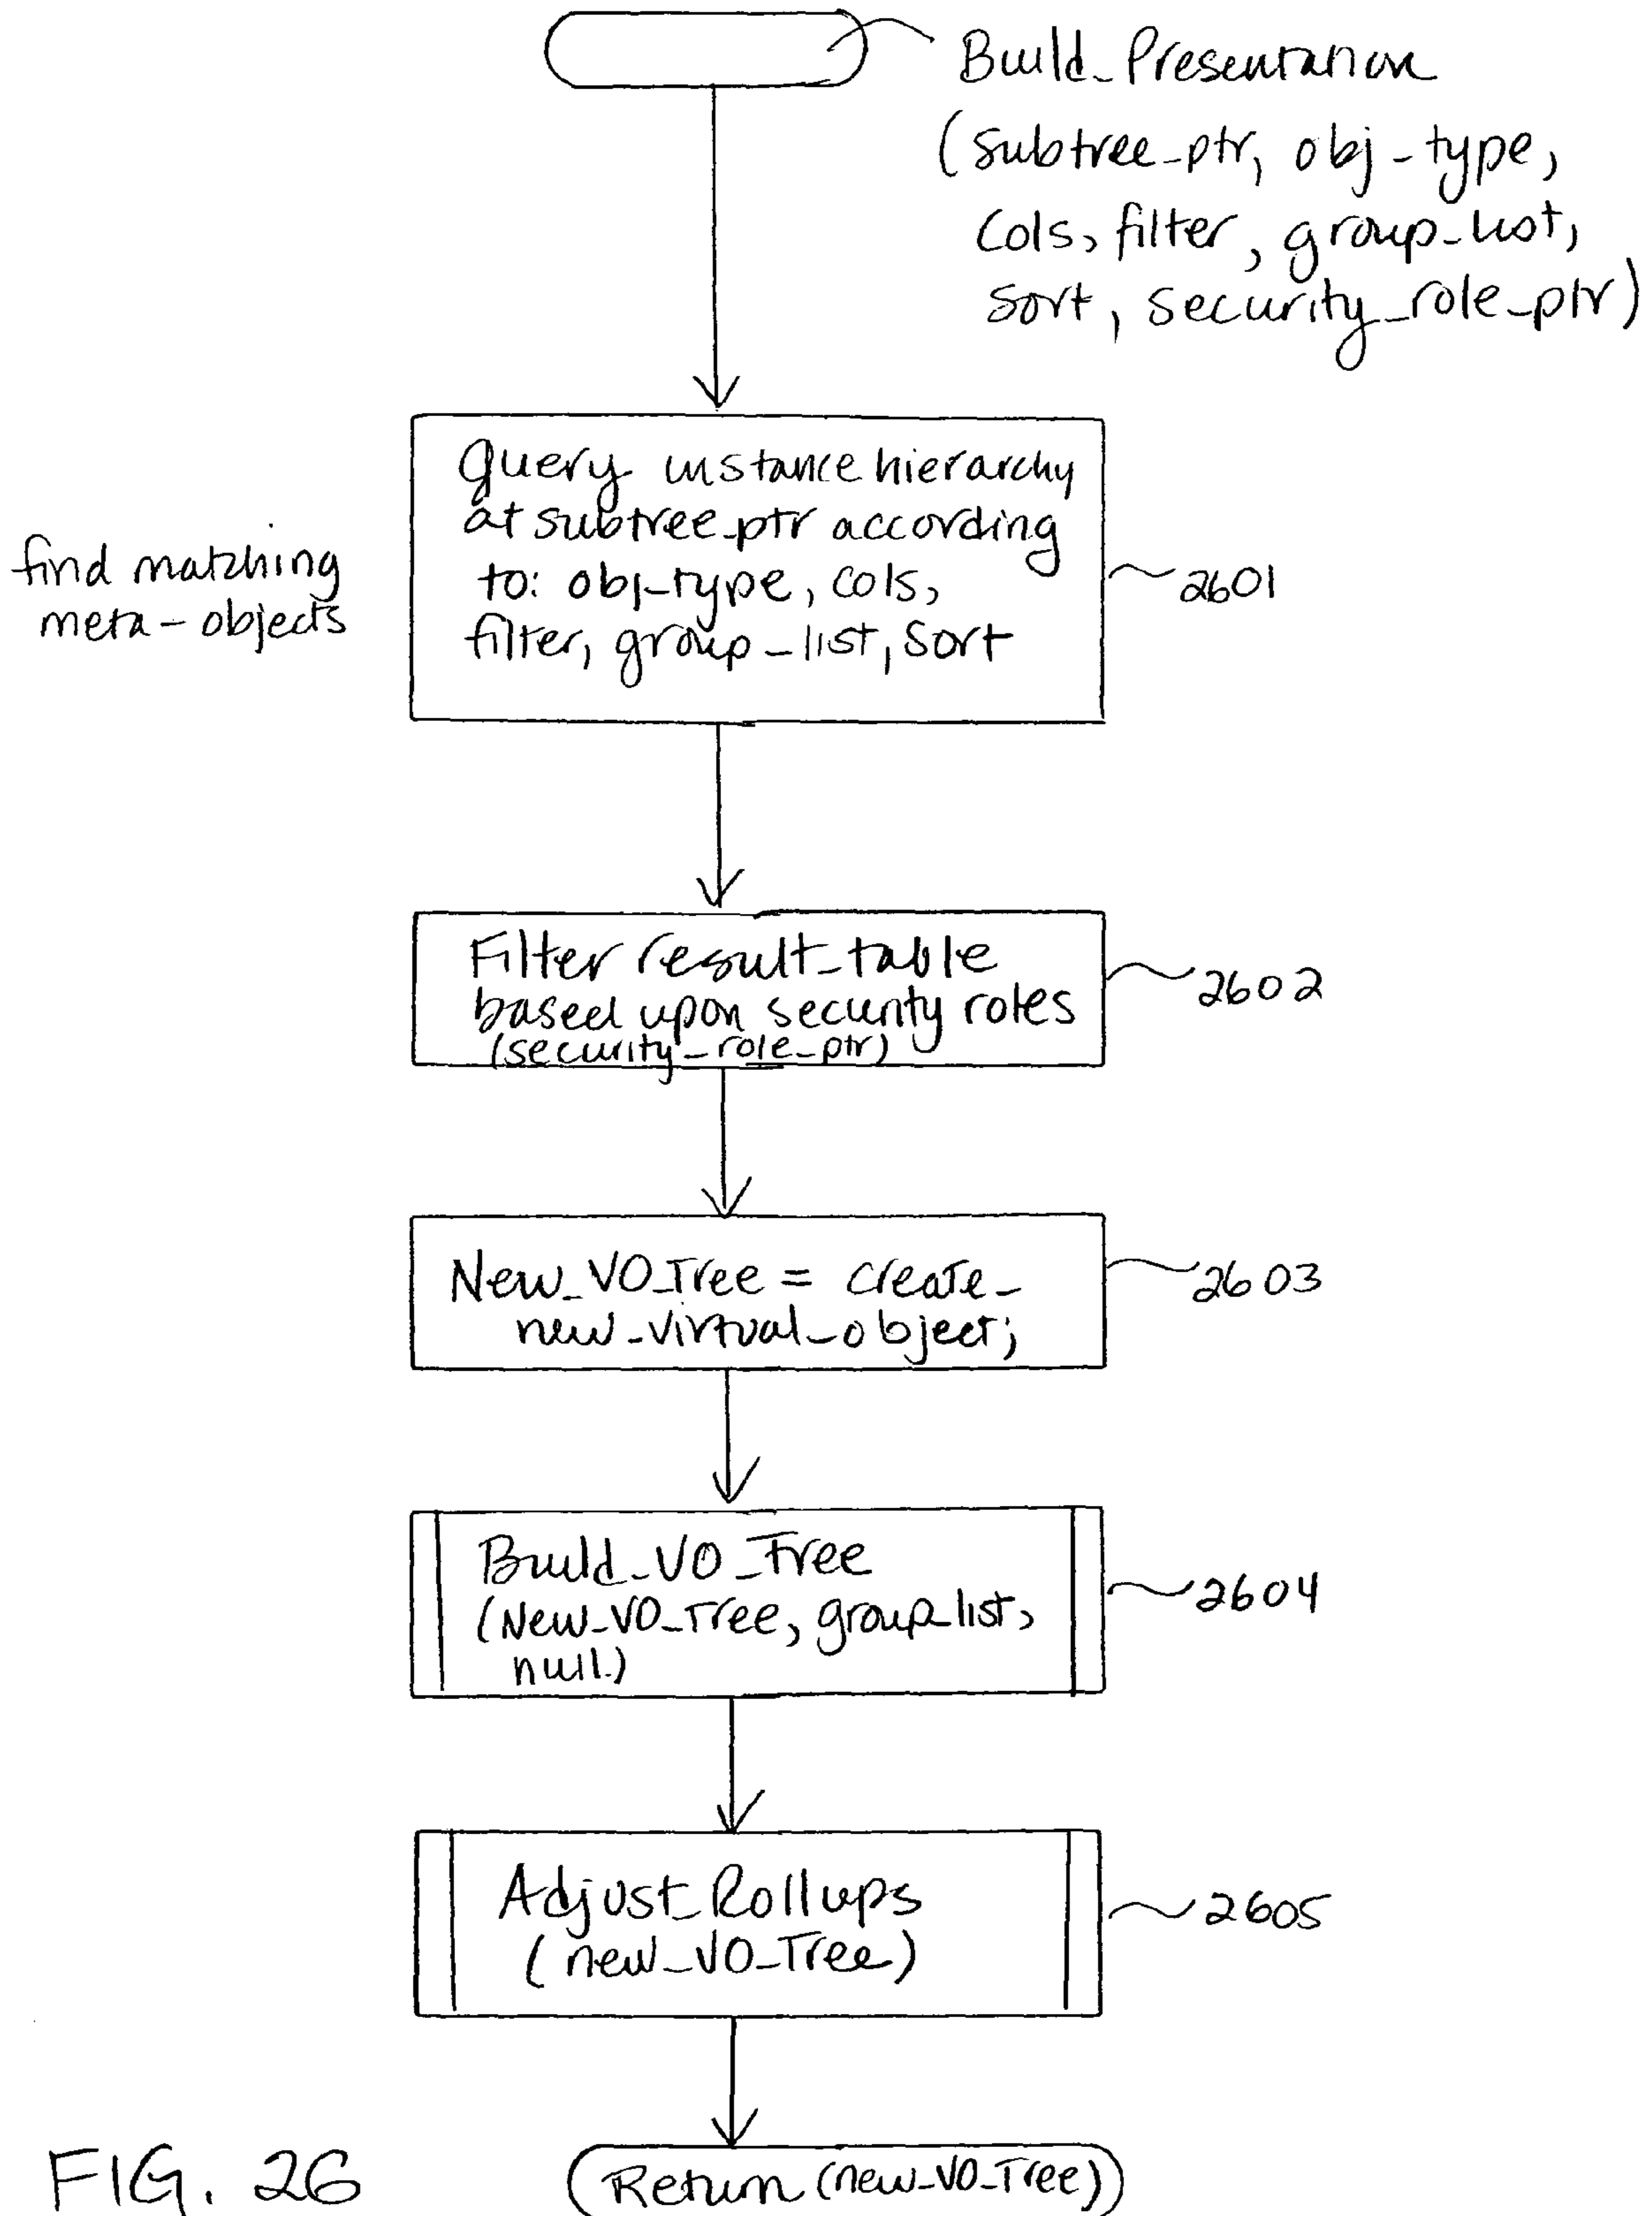 Build_Presentation
(subtree_ptr, obj_type,
cols, filter, group_list,
sort, security_role_ptr)
Query instance hierarchy
at subtree_ptr according
to: obj_type, cols,
filter, group_list, sort
find matching
meta-objects
2601
Filter result_table
based upon security roles
(security_role_ptr)
2602
New_VO_Tree = create_
new_virtual_object;
2603
Build_VO_Tree
(New_VO_Tree, group_list,
null)
2604
Adjust_Rollups
(new_VO_Tree)
2605
Return (new_VO_Tree)
FIG. 26